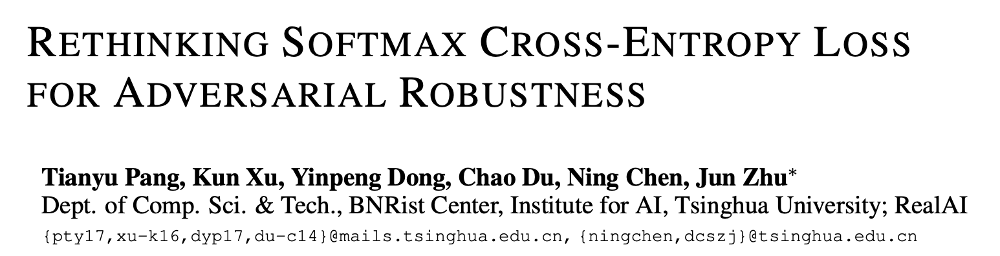 RETHINKING SOFTMAX CROSS-ENTROPY LOSS
FOR ADVERSARIAL ROBUSTNESS
Tianyu Pang, Kun Xu, Yinpeng Dong, Chao Du, Ning Chen, Jun Zhu*
Dept. of Comp. Sci. & Tech., BNRist Center, Institute for AI, Tsinghua University; RealAI
{pty17,xu-k16,dyp17,du-c14}@mails.tsinghua.edu.cn, {ningchen,dcszj}@tsinghua.edu.cn